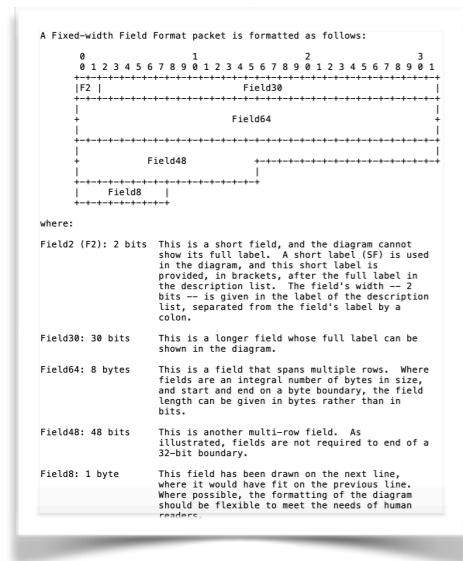 A Fixed-width Field Format packet is formatted as follows:
0                   1                   2                   3
0 1 2 3 4 5 6 7 8 9 0 1 2 3 4 5 6 7 8 9 0 1 2 3 4 5 6 7 8 9 0 1
+-+-+-+-+-+-+-+-+-+-+-+-+-+-+-+-+-+-+-+-+-+-+-+-+-+-+-+-+-+-+-+-+
|F2 |                        Field30                            |
+-+-+-+-+-+-+-+-+-+-+-+-+-+-+-+-+-+-+-+-+-+-+-+-+-+-+-+-+-+-+-+-+
|                                                               |
+                          Field64                              +
|                                                               |
+-+-+-+-+-+-+-+-+-+-+-+-+-+-+-+-+-+-+-+-+-+-+-+-+-+-+-+-+-+-+-+-+
|                                                               |
+            Field48            +-+-+-+-+-+-+-+-+-+-+-+-+-+-+-+-+
|                               |
+-+-+-+-+-+-+-+-+-+-+-+-+-+-+-+-+
|     Field8    |
+-+-+-+-+-+-+-+-+
where:
Field2 (F2): 2 bits  This is a short field, and the diagram cannot
show its full label.  A short label (SF) is used
in the diagram, and this short label is
provided, in brackets, after the full label in
the description list.  The field's width -- 2
bits -- is given in the label of the description
list, separated from the field's label by a
colon.
Field30: 30 bits     This is a longer field whose full label can be
shown in the diagram.
Field64: 8 bytes     This is a field that spans multiple rows.  Where
fields are an integral number of bytes in size,
and start and end on a byte boundary, the field
length can be given in bytes rather than in
bits.
Field48: 48 bits     This is another multi-row field.  As
illustrated, fields are not required to end of a
32-bit boundary.
Field8: 1 byte       This field has been drawn on the next line,
where it would have fit on the previous line.
Where possible, the formatting of the diagram
should be flexible to meet the needs of human
readers.